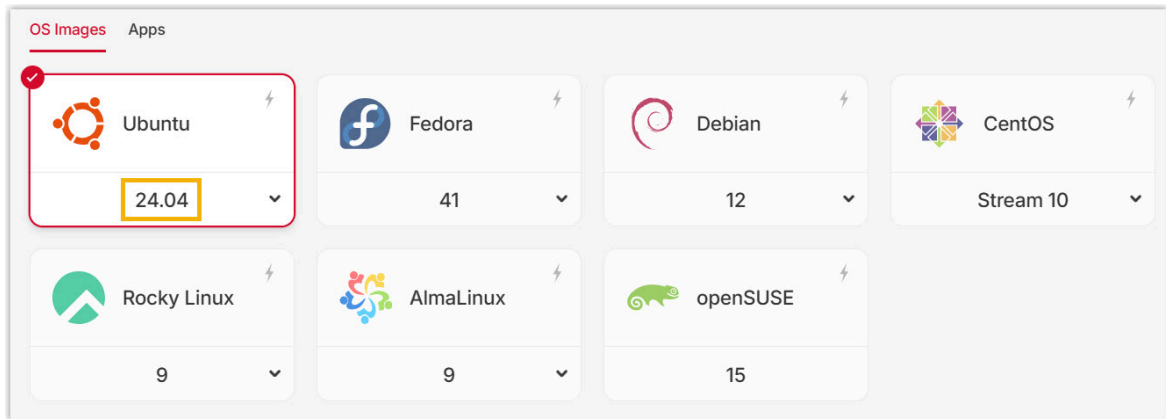 OS Images Apps
Ubuntu Fedora Debian CentOS
24.04 41 12 Stream 10
Rocky Linux AlmaLinux openSUSE
9 9 15